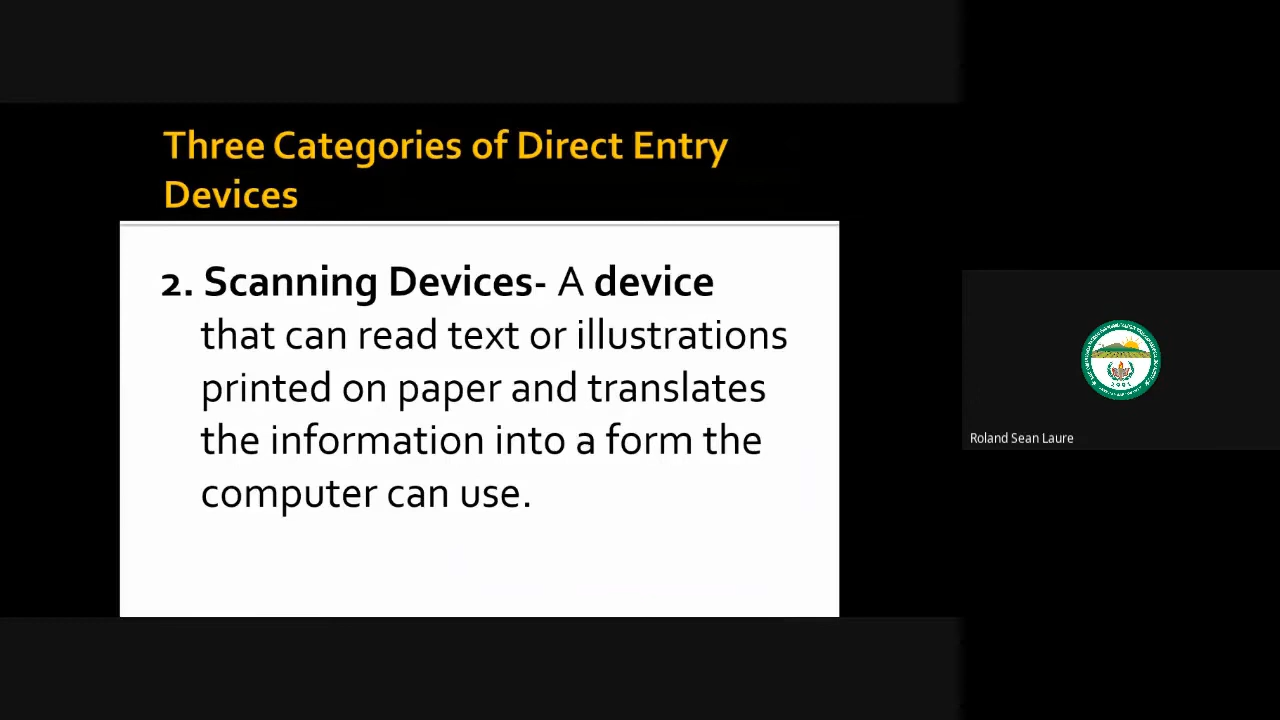 Three Categories of Direct Entry
Devices
2. Scanning Devices- A device
that can read text or illustrations
printed on paper and translates
the information into a form the
computer can use.
Roland Sean Laure